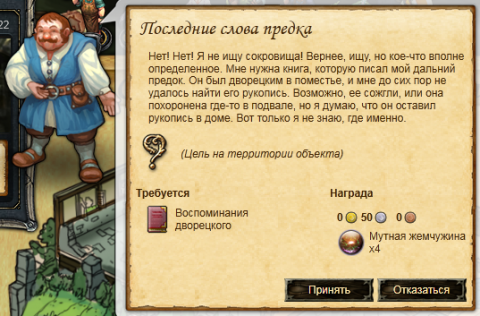 22
Последние слова предка
Нет! Нет! Я не ищу сокровища! Вернее, ищу, но кое-что вполне
определенное. Мне нужна книга, которую писал мой дальний
предок. Он был дворецким в поместье, и мне до сих пор не
удалось найти его рукопись. Возможно, ее сожгли, или она
похоронена где-то в подвале, но я думаю, что он оставил
рукопись в доме. Вот только я не знаю, где именно.
(Цель на территории объекта)
Требуется
Воспоминания
дворецкого
Награда
0 50 0
Мутная жемчужина
x4
Принять
Отказаться